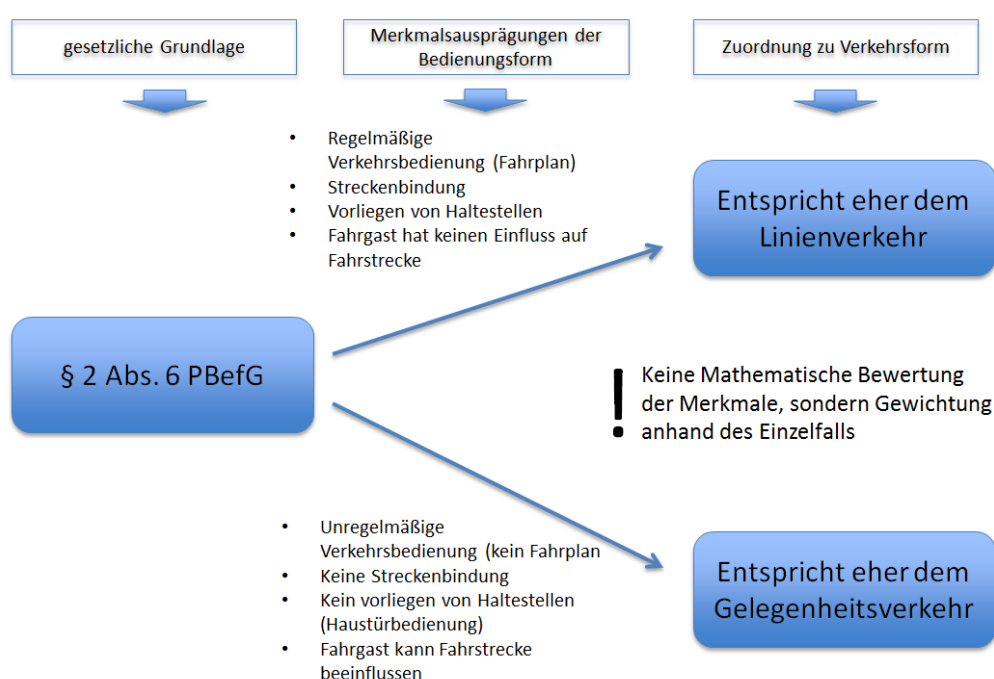 gesetzliche Grundlage
Merkmalsausprägungen der
Bedienungsform
Zuordnung zu Verkehrsform
• Regelmäßige
Verkehrsbedienung (Fahrplan)
• Streckenbindung
• Vorliegen von Haltestellen
• Fahrgast hat keinen Einfluss auf
Fahrstrecke
Entspricht eher dem
Linienverkehr
§ 2 Abs. 6 PBefG
! Keine Mathematische Bewertung
der Merkmale, sondern Gewichtung
anhand des Einzelfalls
• Unregelmäßige
Verkehrsbedienung (kein Fahrplan
• Keine Streckenbindung
• Kein vorliegen von Haltestellen
(Haustürbedienung)
• Fahrgast kann Fahrstrecke
beeinflussen
Entspricht eher dem
Gelegenheitsverkehr